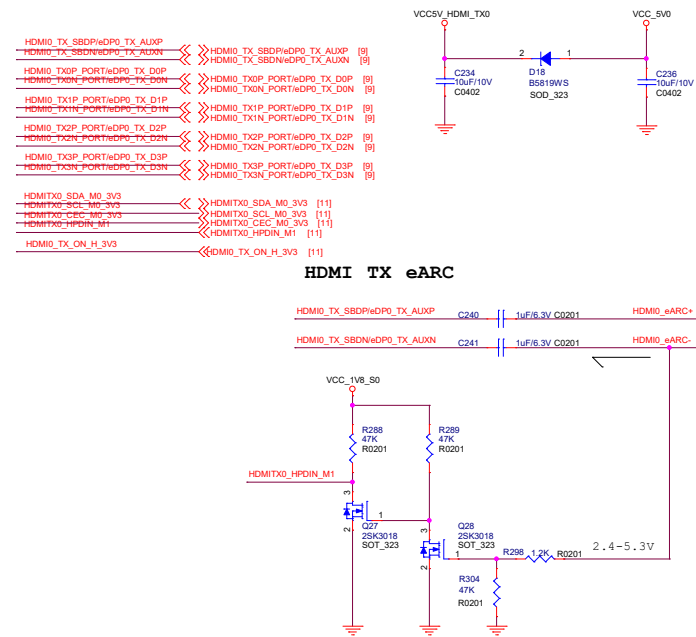 VCC5V_HDMI_TX0
VCC_5V0
HDMI0_TX_SBDP/eDP0_TX_AUXP
HDMI0_TX_SBDP/eDP0_TX_AUXP [9]
HDMI0_TX_SBDN/eDP0_TX_AUXN
HDMI0_TX_SBDN/eDP0_TX_AUXN [9]
HDMI0_TX0P_PORT/eDP0_TX_D0P
HDMI0_TX0P_PORT/eDP0_TX_D0P [9]
HDMI0_TX0N_PORT/eDP0_TX_D0N
HDMI0_TX0N_PORT/eDP0_TX_D0N [9]
HDMI0_TX1P_PORT/eDP0_TX_D1P
HDMI0_TX1P_PORT/eDP0_TX_D1P [9]
HDMI0_TX1N_PORT/eDP0_TX_D1N
HDMI0_TX1N_PORT/eDP0_TX_D1N [9]
HDMI0_TX2P_PORT/eDP0_TX_D2P
HDMI0_TX2P_PORT/eDP0_TX_D2P [9]
HDMI0_TX2N_PORT/eDP0_TX_D2N
HDMI0_TX2N_PORT/eDP0_TX_D2N [9]
HDMI0_TX3P_PORT/eDP0_TX_D3P
HDMI0_TX3P_PORT/eDP0_TX_D3P [9]
HDMI0_TX3N_PORT/eDP0_TX_D3N
HDMI0_TX3N_PORT/eDP0_TX_D3N [9]
HDMITX0_SDA_M0_3V3
HDMITX0_SDA_M0_3V3 [11]
HDMITX0_SCL_M0_3V3
HDMITX0_SCL_M0_3V3 [11]
HDMITX0_CEC_M0_3V3
HDMITX0_CEC_M0_3V3 [11]
HDMITX0_HPDIN_M1
HDMITX0_HPDIN_M1 [11]
HDMI0_TX_ON_H_3V3
HDMI0_TX_ON_H_3V3 [11]
2
1
C234
10uF/10V
C0402
D18
B5819WS
SOD_323
C236
10uF/10V
C0402
HDMI TX eARC
HDMI0_TX_SBDP/eDP0_TX_AUXP
C240
1uF/6.3V C0201
HDMI0_eARC+
HDMI0_TX_SBDN/eDP0_TX_AUXN
C241
1uF/6.3V C0201
HDMI0_eARC-
VCC_1V8_S0
R288
47K
R0201
R289
47K
R0201
HDMITX0_HPDIN_M1
3
1
2
Q27
2SK3018
SOT_323
3
1
2
Q28
2SK3018
SOT_323
R298
1.2K
R0201
2.4-5.3V
R304
47K
R0201